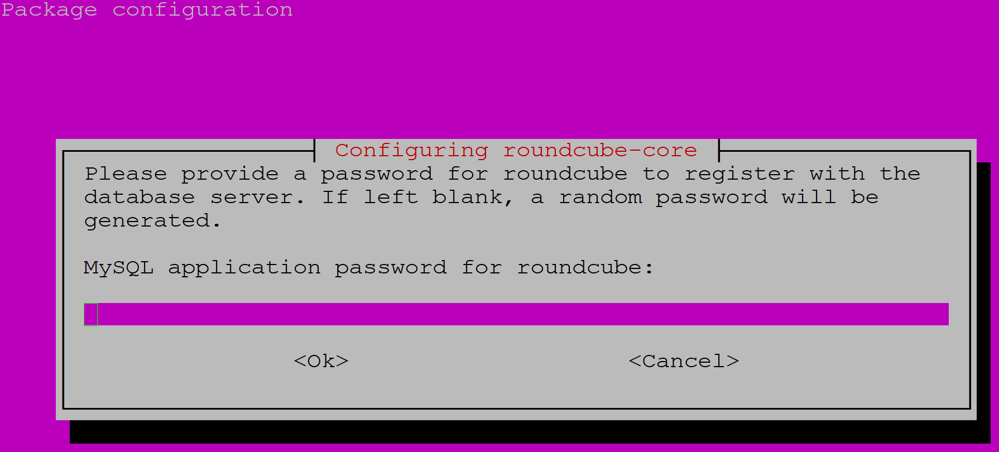 Package configuration
Configuring roundcube-core
Please provide a password for roundcube to register with the
database server. If left blank, a random password will be
generated.
MySQL application password for roundcube:
<Ok> <Cancel>